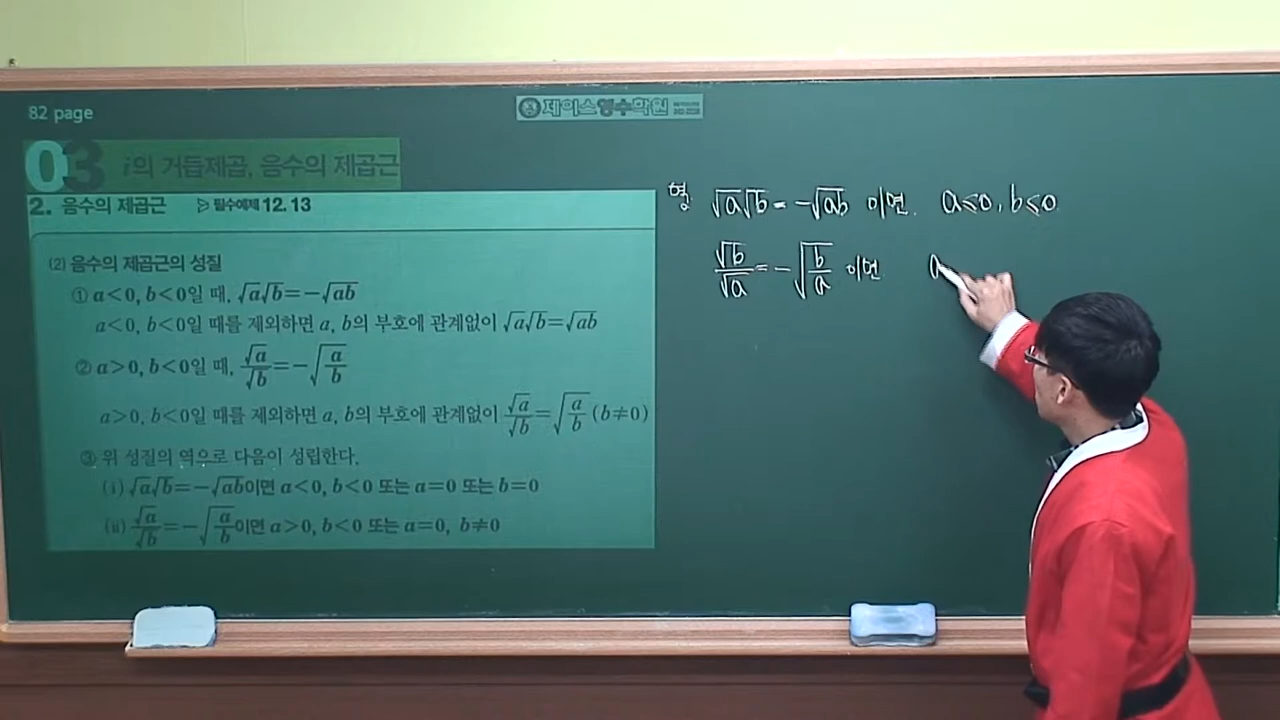 82 page
제이스영수학원
03 i의 거듭제곱, 음수의 제곱근
2. 음수의 제곱근 ▷ 필수예제 12. 13
(2) 음수의 제곱근의 성질
① a<0, b<0일 때, √a√b=-√ab
a<0, b<0일 때를 제외하면 a, b의 부호에 관계없이 √a√b=√ab
② a>0, b<0일 때, √a/√b=-√(a/b)
a>0, b<0일 때를 제외하면 a, b의 부호에 관계없이 √a/√b=√(a/b) (b≠0)
③ 위 성질의 역으로 다음이 성립한다.
(i) √a√b=-√ab이면 a<0, b<0 또는 a=0 또는 b=0
(ii) √a/√b=-√(a/b)이면 a>0, b<0 또는 a=0, b≠0
√a√b=-√ab 이면. a≤0, b≤0
√b/√a=-√(b/a) 이면 a